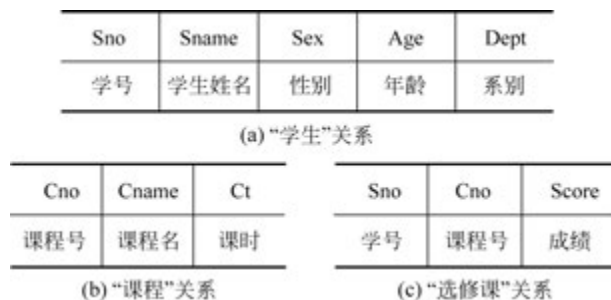 Sno Sname Sex Age Dept
学号 学生姓名 性别 年龄 系别
(a) “学生”关系
Cno Cname Ct
课程号 课程名 课时
(b) “课程”关系
Sno Cno Score
学号 课程号 成绩
(c) “选修课”关系